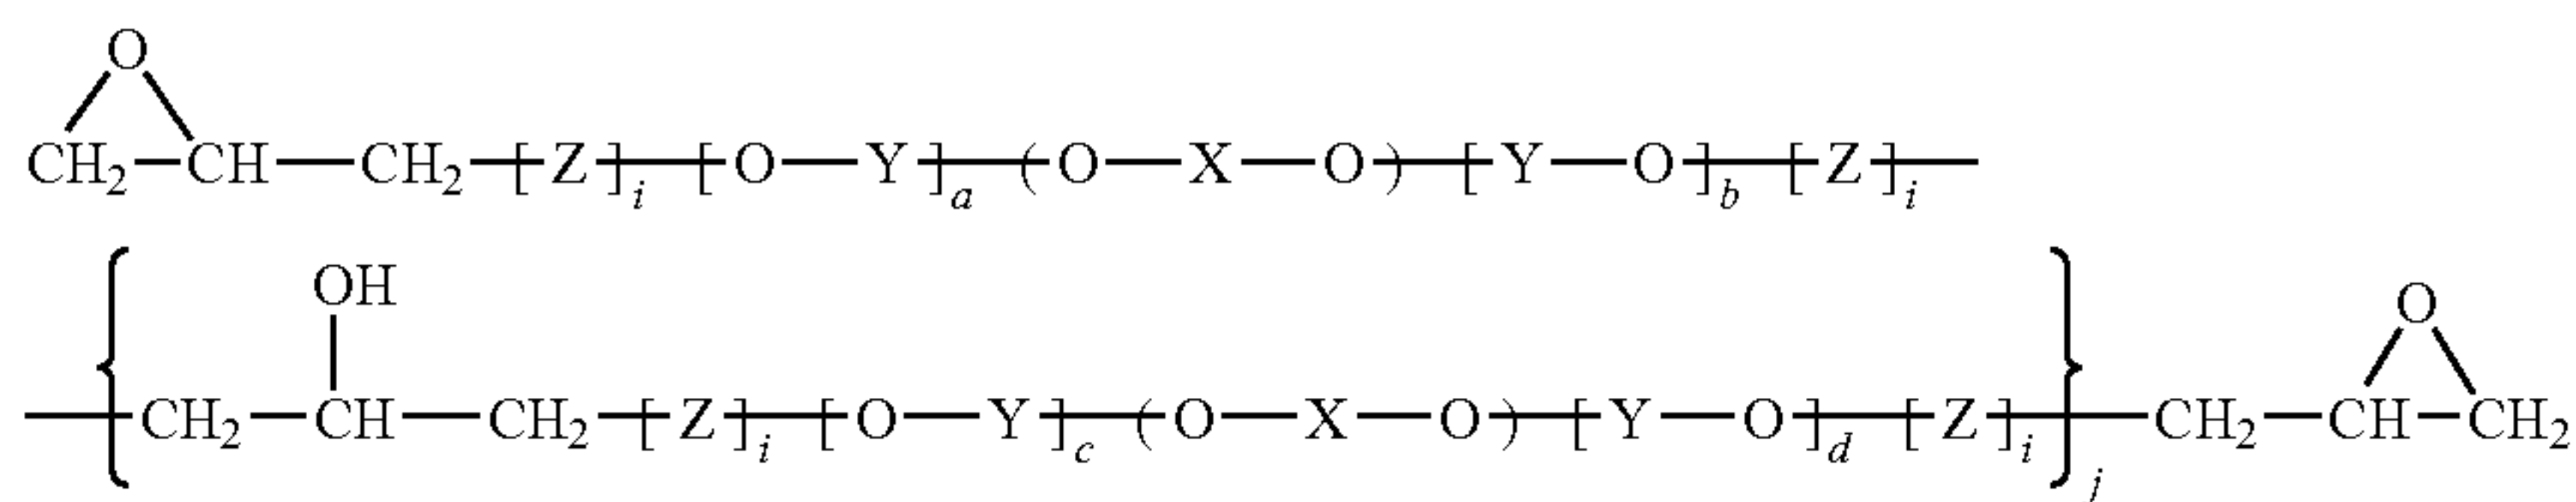 O
CH2—CH—CH2—[Z]i—[O—Y]a—(O—X—O)—[Y—O]b—[Z]i—
OH O
—{CH2—CH—CH2—[Z]i—[O—Y]c—(O—X—O)—[Y—O]d—[Z]i}j—CH2—CH—CH2